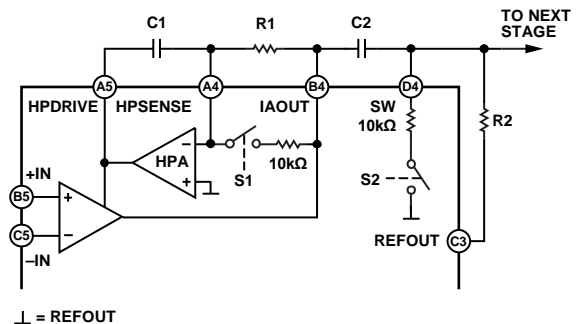 C1
R1
C2
TO NEXT
STAGE
A5
A4
B4
D4
HPDRIVE
HPSENSE
IAOUT
SW
10kΩ
R2
HPA
−
+
S1
10kΩ
S2
+IN
B5
+
C5
−
−IN
REFOUT
C3
⊥ = REFOUT